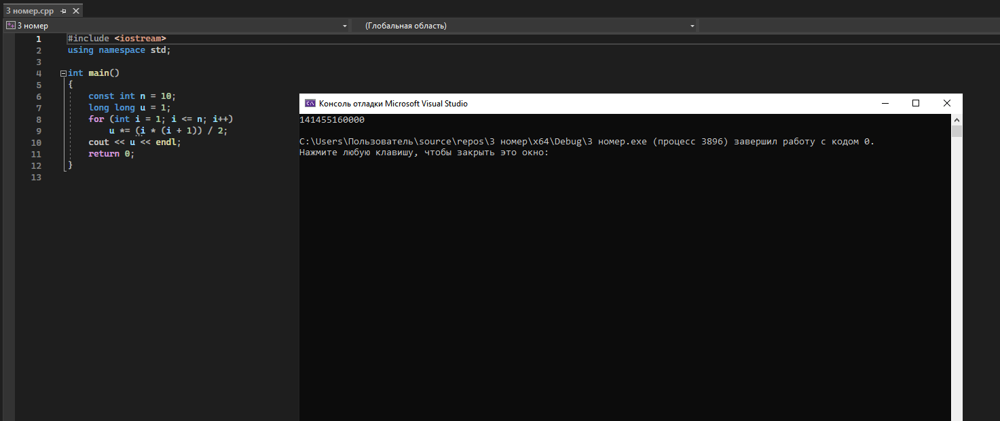 3 номер.cpp
3 номер
(Глобальная область)
1 #include <iostream>
2 using namespace std;
3
4 int main()
5 {
6 const int n = 10;
7 long long u = 1;
8 for (int i = 1; i <= n; i++)
9 u *= (i * (i + 1)) / 2;
10 cout << u << endl;
11 return 0;
12 }
13
Консоль отладки Microsoft Visual Studio
141455160000
C:\Users\Пользователь\source\repos\3 номер\x64\Debug\3 номер.exe (процесс 3896) завершил работу с кодом 0.
Нажмите любую клавишу, чтобы закрыть это окно: